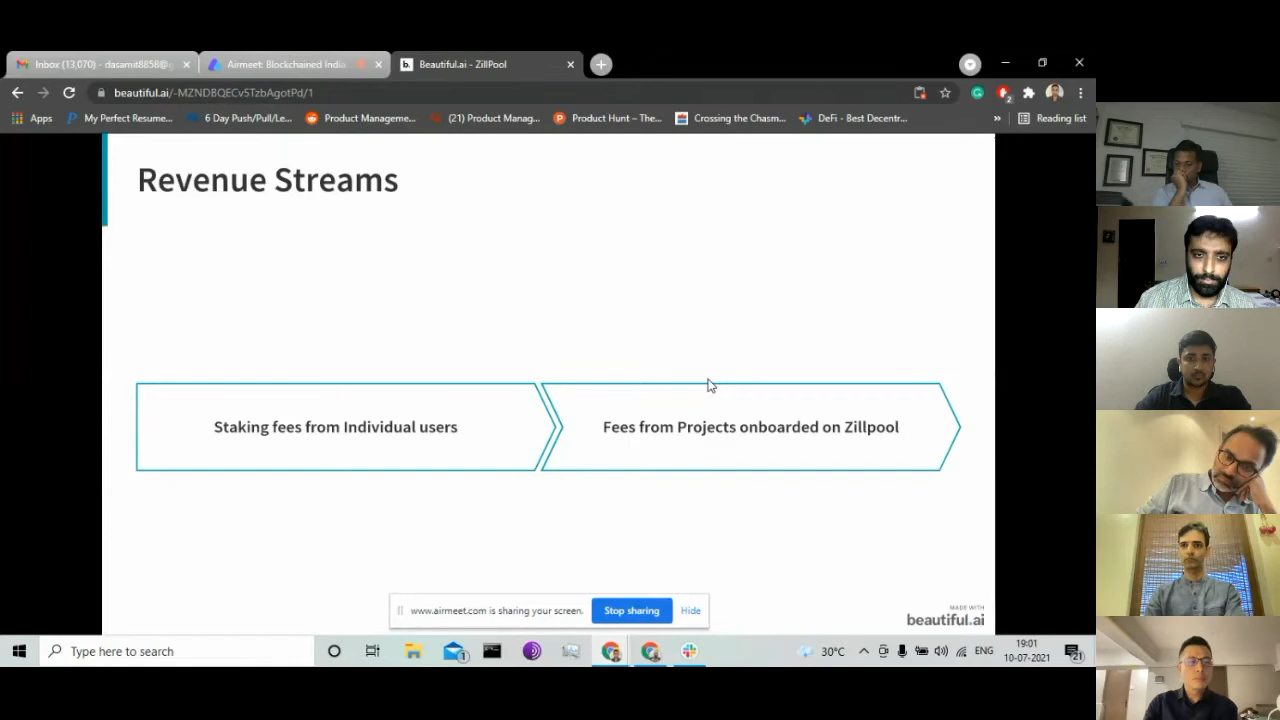 Inbox (13,070) - dasamit8858@g
Airmeet: Blockchained India
b. Beautiful.ai - ZillPool
beautiful.ai/-MZNDBQECv5TzbAgotPd/1
Apps
My Perfect Resume...
6 Day Push/Pull/Le...
Product Manageme...
(21) Product Manag...
Product Hunt – The...
Crossing the Chasm...
DeFi - Best Decentr...
»
Reading list
Revenue Streams
Staking fees from Individual users
Fees from Projects onboarded on Zillpool
www.airmeet.com is sharing your screen.
Stop sharing
Hide
MADE WITH
beautiful.ai
Type here to search
30°C
ENG
19:01
10-07-2021
21